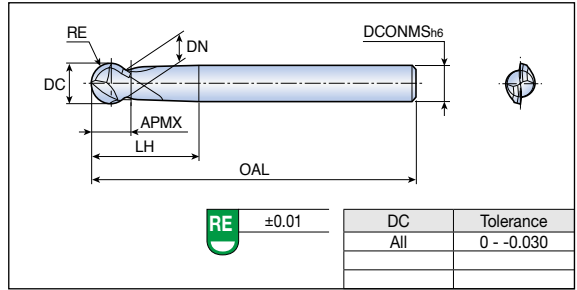 RE
DN
DCONMSh6
DC
APMX
LH
OAL
RE ±0.01
DC Tolerance
All 0 - -0.030